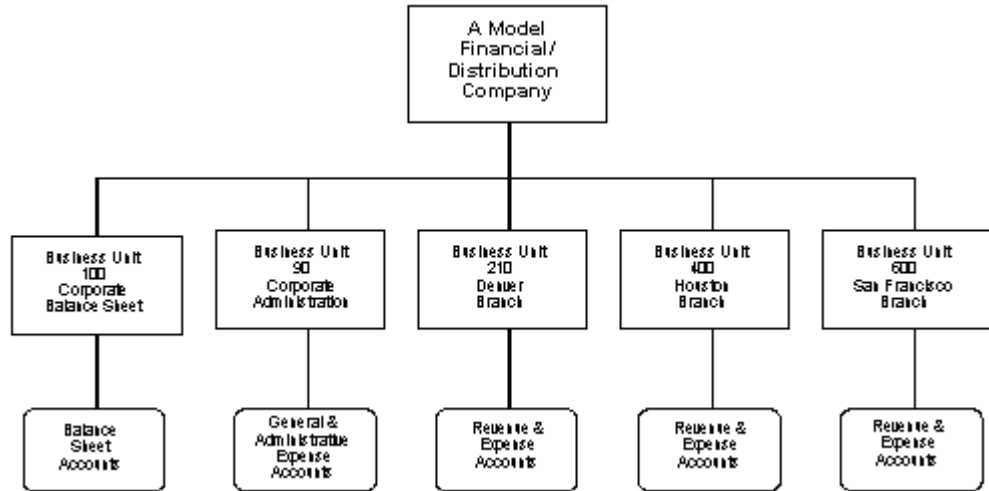 A Model
Financial/
Distribution
Company
Business Unit
100
Corporate
Balance Sheet
Business Unit
90
Corporate
Administration
Business Unit
210
Denver
Branch
Business Unit
400
Houston
Branch
Business Unit
600
San Francisco
Branch
Balance
Sheet
Accounts
General &
Administrative
Expense
Accounts
Revenue &
Expense
Accounts
Revenue &
Expense
Accounts
Revenue &
Expense
Accounts